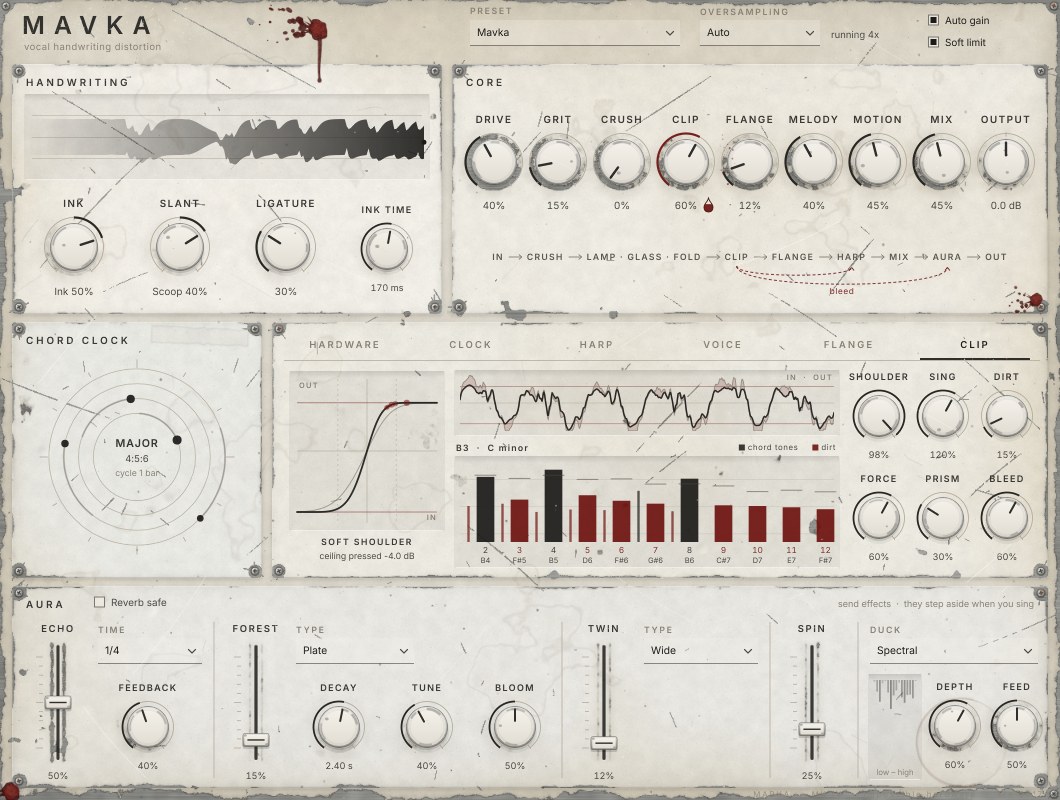 MAVKA
vocal handwriting distortion
PRESET
Mavka
OVERSAMPLING
Auto
running 4x
Auto gain
Soft limit
HANDWRITING
INK
SLANT
LIGATURE
INK TIME
Ink 50%
Scoop 40%
30%
170 ms
CORE
DRIVE
GRIT
CRUSH
CLIP
FLANGE
MELODY
MOTION
MIX
OUTPUT
40%
15%
0%
60%
12%
40%
45%
45%
0.0 dB
IN → CRUSH → LAMP · GLASS · FOLD → CLIP → FLANGE → HARP → MIX → AURA → OUT
bleed
CHORD CLOCK
MAJOR
4:5:6
cycle 1 bar
HARDWARE
CLOCK
HARP
VOICE
FLANGE
CLIP
OUT
IN
SOFT SHOULDER
ceiling pressed -4.0 dB
IN · OUT
B3 · C minor
chord tones
dirt
2 3 4 5 6 7 8 9 10 11 12
B4 F#5 B5 D6 F#6 G#6 B6 C#7 D7 E7 F#7
SHOULDER
SING
DIRT
98%
120%
15%
FORCE
PRISM
BLEED
60%
30%
60%
AURA
Reverb safe
send effects · they step aside when you sing
ECHO
50%
TIME
1/4
FEEDBACK
40%
FOREST
15%
TYPE
Plate
DECAY
TUNE
BLOOM
2.40 s
40%
50%
TWIN
12%
TYPE
Wide
SPIN
25%
DUCK
Spectral
low – high
DEPTH
FEED
60%
50%